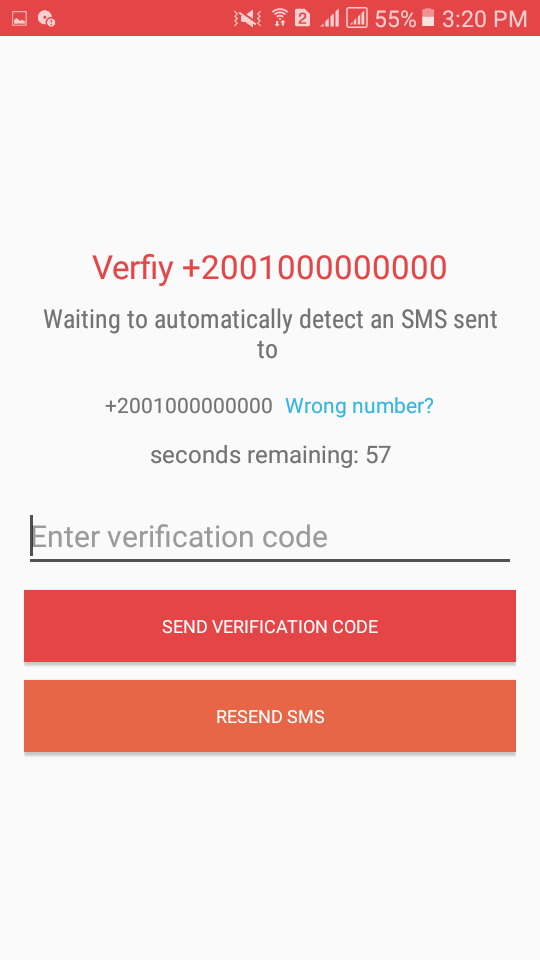 2 55% 3:20 PM
Verfiy +2001000000000
Waiting to automatically detect an SMS sent
to
+2001000000000 Wrong number?
seconds remaining: 57
Enter verification code
SEND VERIFICATION CODE
RESEND SMS